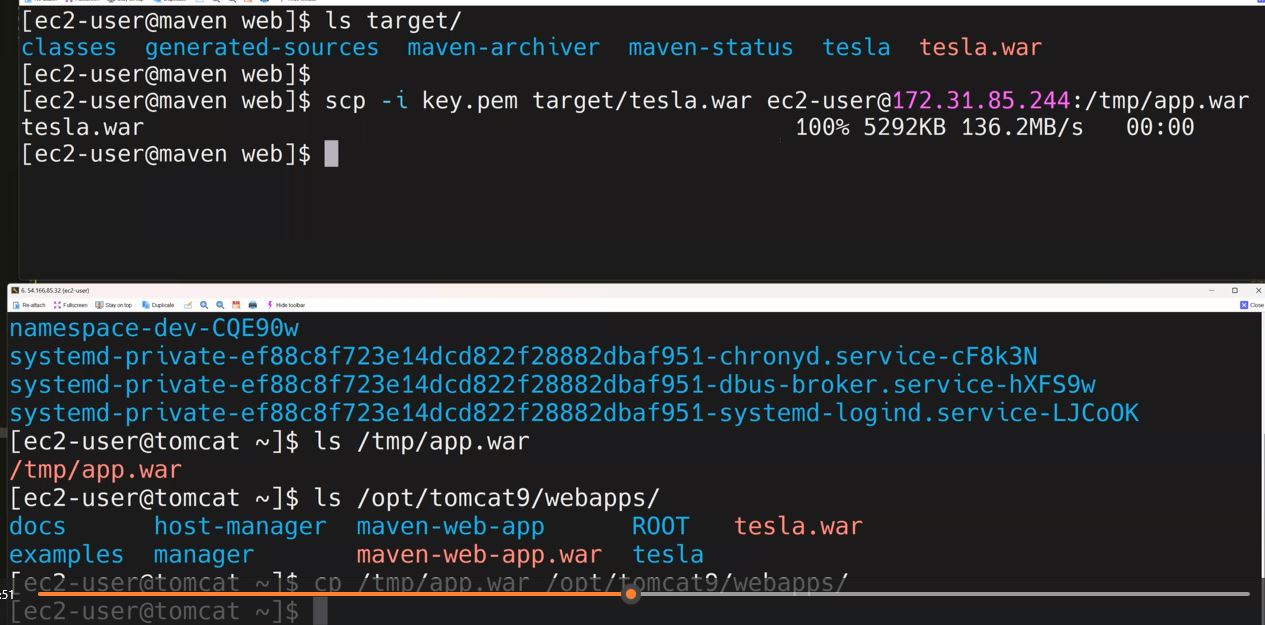 [ec2-user@maven web]$ ls target/
classes generated-sources maven-archiver maven-status tesla tesla.war
[ec2-user@maven web]$
[ec2-user@maven web]$ scp -i key.pem target/tesla.war ec2-user@172.31.85.244:/tmp/app.war
tesla.war 100% 5292KB 136.2MB/s 00:00
[ec2-user@maven web]$
6. 54.166.85.32 (ec2-user)
Re-attach Fullscreen Stay on top Duplicate Hide toolbar Close
namespace-dev-CQE90w
systemd-private-ef88c8f723e14dcd822f28882dbaf951-chronyd.service-cF8k3N
systemd-private-ef88c8f723e14dcd822f28882dbaf951-dbus-broker.service-hXFS9w
systemd-private-ef88c8f723e14dcd822f28882dbaf951-systemd-logind.service-LJCoOK
[ec2-user@tomcat ~]$ ls /tmp/app.war
/tmp/app.war
[ec2-user@tomcat ~]$ ls /opt/tomcat9/webapps/
docs host-manager maven-web-app ROOT tesla.war
examples manager maven-web-app.war tesla
[ec2-user@tomcat ~]$ cp /tmp/app.war /opt/tomcat9/webapps/
:51
[ec2-user@tomcat ~]$